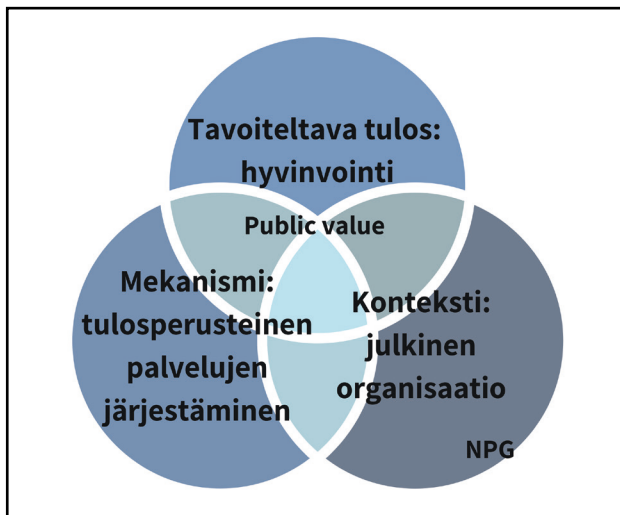 Tavoiteltava tulos:
hyvinvointi
Public value
Mekanismi:
tulosperusteinen
palvelujen
järjestäminen
Konteksti:
julkinen
organisaatio
NPG